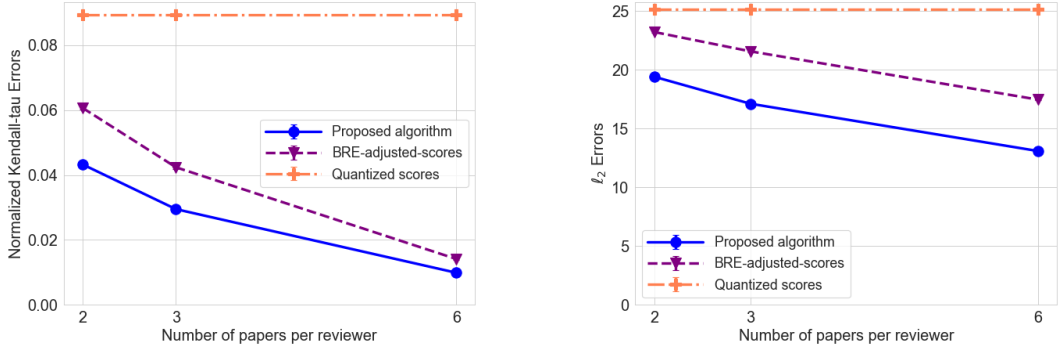 Normalized Kendall-tau Errors
0.08
0.06
0.04
0.02
0.00
Proposed algorithm
BRE-adjusted-scores
Quantized scores
2 3 6
Number of papers per reviewer
ℓ2 Errors
25
20
15
10
5
0
Proposed algorithm
BRE-adjusted-scores
Quantized scores
2 3 6
Number of papers per reviewer